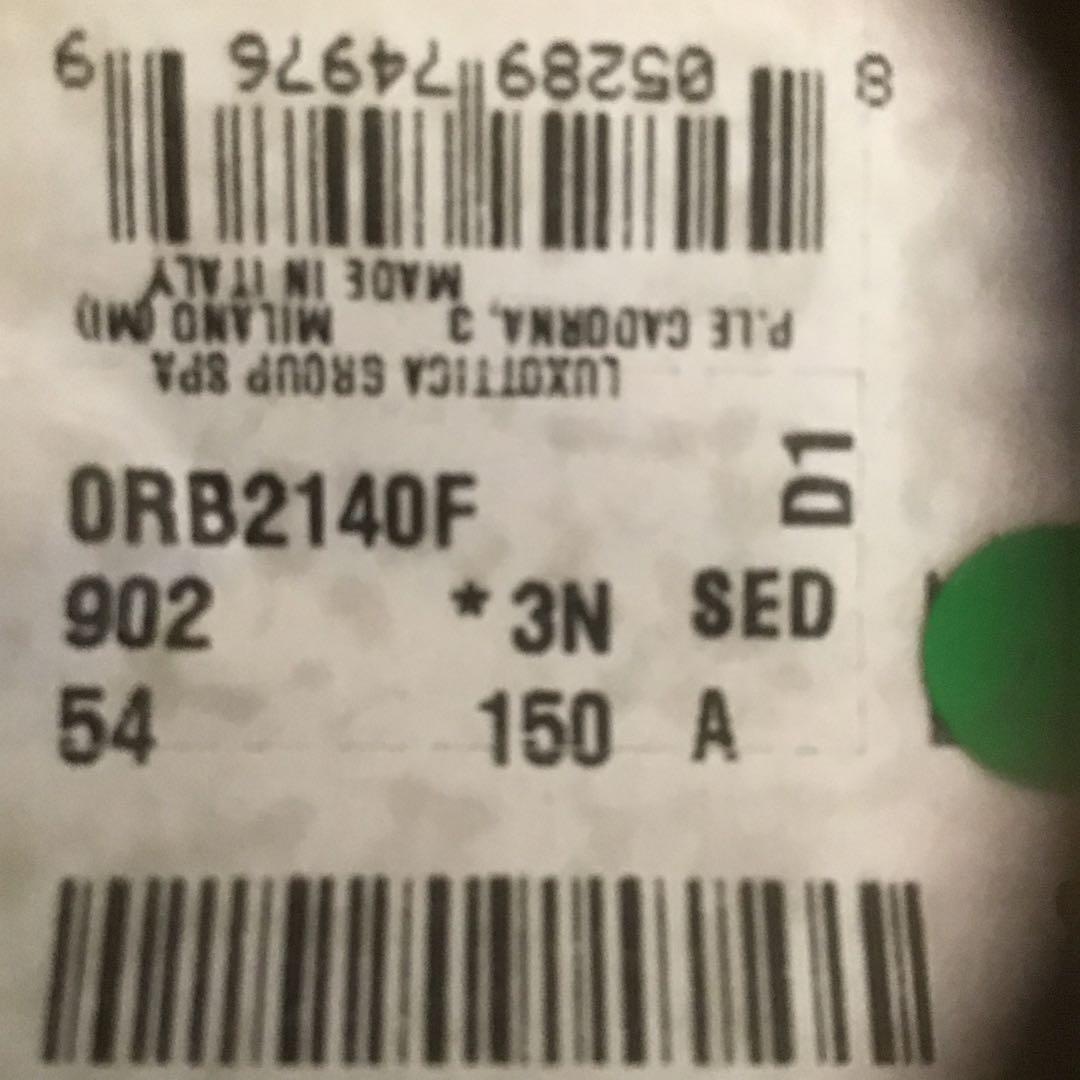 LUXOTTICA GROUP SPA
P.LE CADORNA, 3 MILANO (MI)
MADE IN ITALY
8 05289 74976 9
0RB2140F D1
902 *3N SED
54 150 A